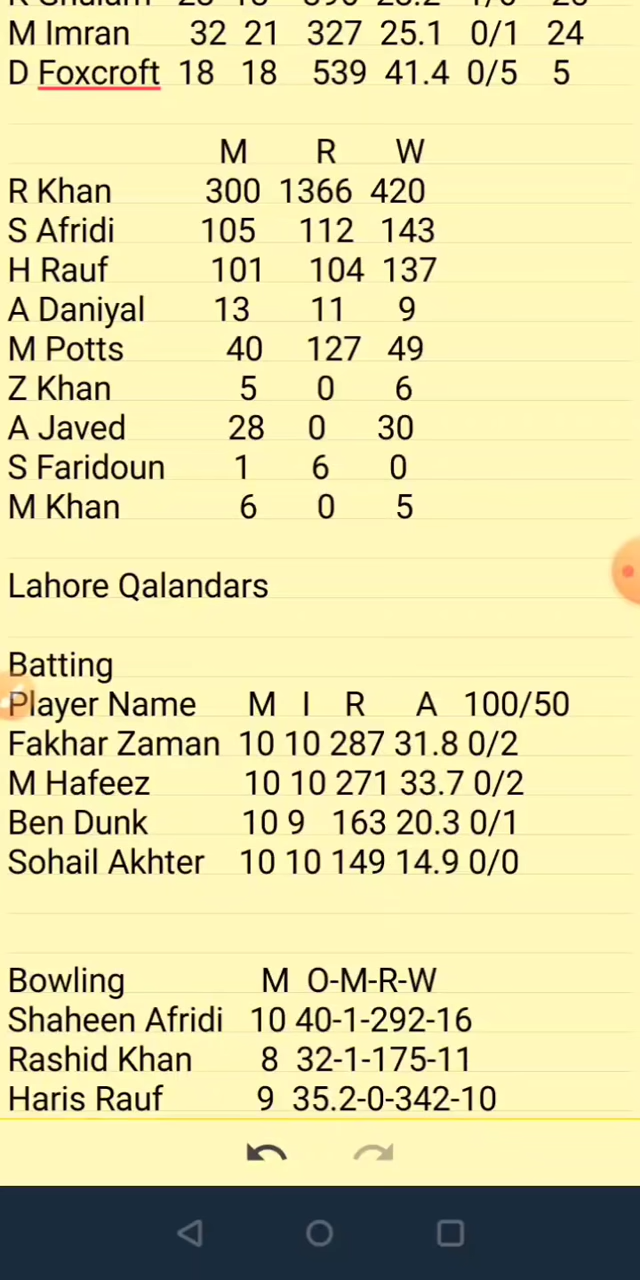 M Imran 32 21 327 25.1 0/1 24
D Foxcroft 18 18 539 41.4 0/5 5
M R W
R Khan 300 1366 420
S Afridi 105 112 143
H Rauf 101 104 137
A Daniyal 13 11 9
M Potts 40 127 49
Z Khan 5 0 6
A Javed 28 0 30
S Faridoun 1 6 0
M Khan 6 0 5
Lahore Qalandars
Batting
Player Name M I R A 100/50
Fakhar Zaman 10 10 287 31.8 0/2
M Hafeez 10 10 271 33.7 0/2
Ben Dunk 10 9 163 20.3 0/1
Sohail Akhter 10 10 149 14.9 0/0
Bowling M O-M-R-W
Shaheen Afridi 10 40-1-292-16
Rashid Khan 8 32-1-175-11
Haris Rauf 9 35.2-0-342-10